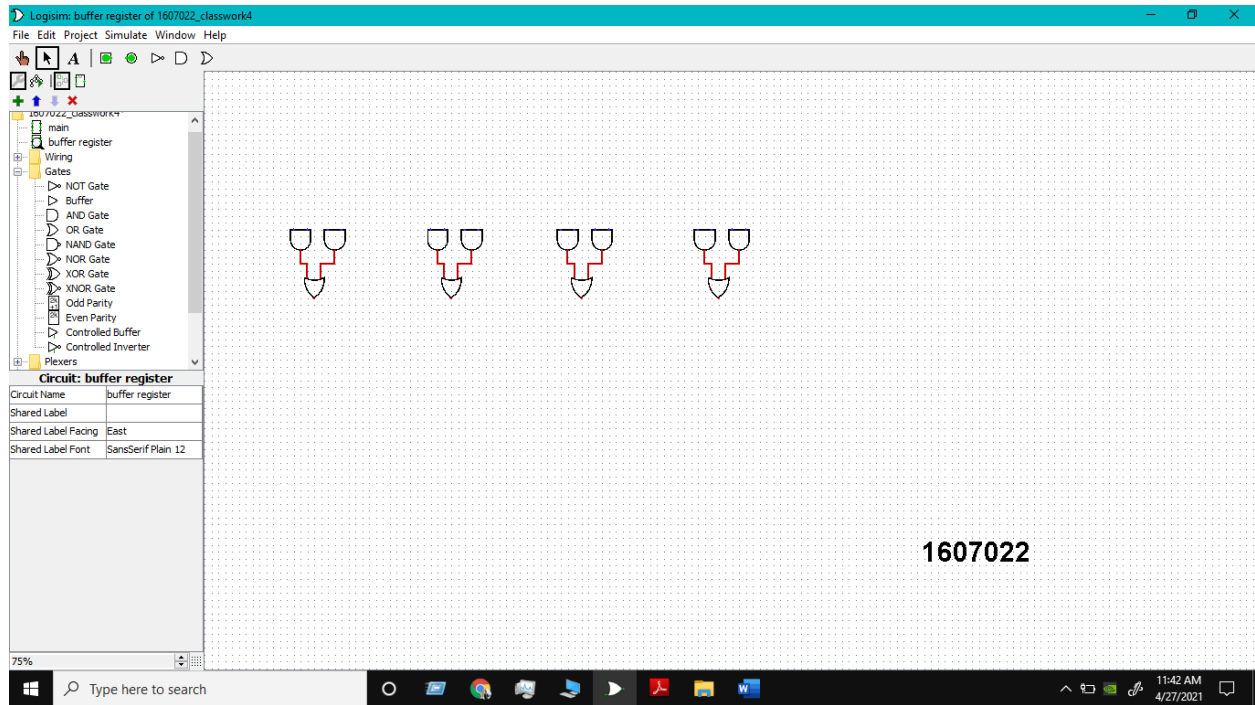 Logisim: buffer register of 1607022_classwork4
File Edit Project Simulate Window Help
A
1607022_classwork4*
main
buffer register
Wiring
Gates
NOT Gate
Buffer
AND Gate
OR Gate
NAND Gate
NOR Gate
XOR Gate
XNOR Gate
Odd Parity
Even Parity
Controlled Buffer
Controlled Inverter
Plexers
Circuit: buffer register
Circuit Name buffer register
Shared Label
Shared Label Facing East
Shared Label Font SansSerif Plain 12
1607022
75%
Type here to search
11:42 AM
4/27/2021